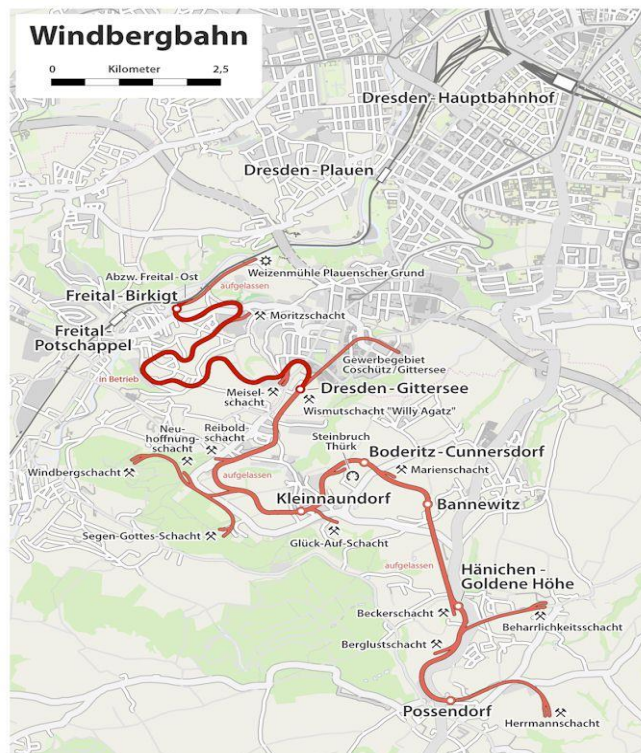 Windbergbahn
0 Kilometer 2,5
Dresden-Hauptbahnhof
Dresden-Plauen
Abzw. Freital-Ost
Weizenmühle Plauenscher Grund
aufgelassen
Freital-Birkigt
Moritzschacht
Freital-
Potschappel
Gewerbegebiet
Coschütz/Gittersee
in Betrieb
Meisel-
schacht
Dresden-Gittersee
Wismutschacht "Willy Agatz"
Neu-
hoffnung-
schacht
Reibold-
schacht
Steinbruch
Thürk
Boderitz-Cunnersdorf
Windbergschacht
Marienschacht
aufgelassen
Kleinnaundorf
Bannewitz
Segen-Gottes-Schacht
Glück-Auf-Schacht
aufgelassen
Hänichen-
Goldene Höhe
Beckerschacht
Beharrlichkeitsschacht
Berglustschacht
Possendorf
Herrmannschacht